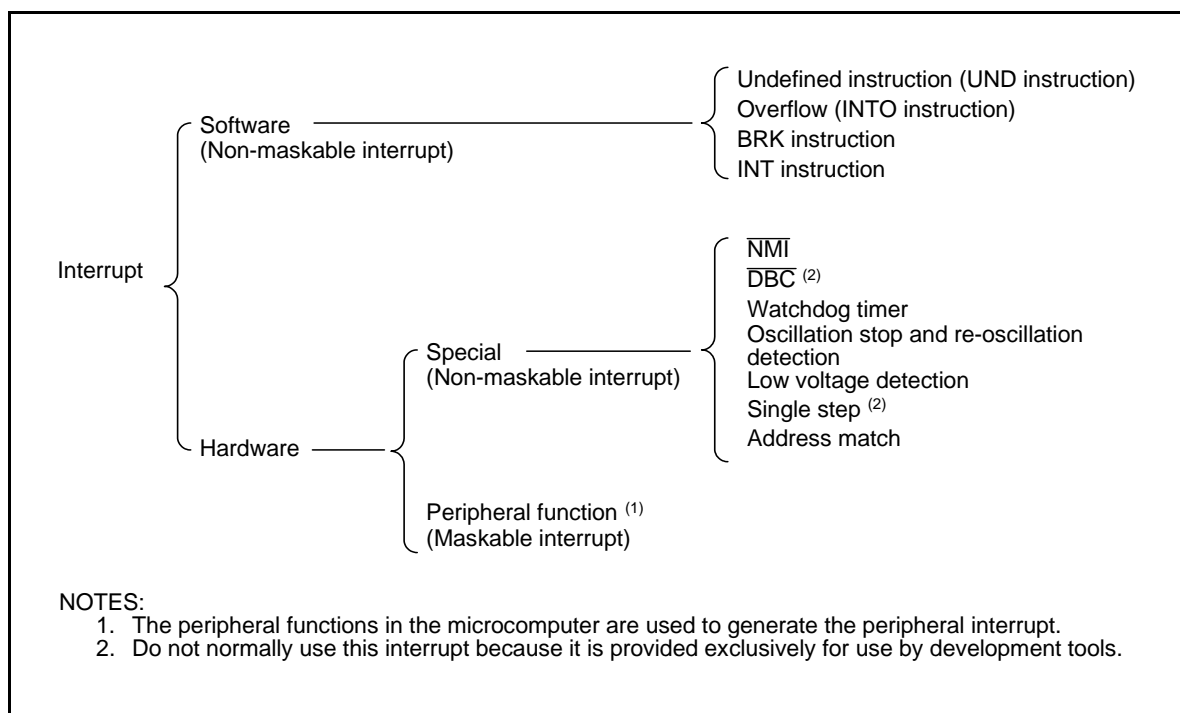 Undefined instruction (UND instruction)
Overflow (INTO instruction)
BRK instruction
INT instruction
Software
(Non-maskable interrupt)
Interrupt
NMI
DBC (2)
Watchdog timer
Oscillation stop and re-oscillation
detection
Low voltage detection
Single step (2)
Address match
Special
(Non-maskable interrupt)
Hardware
Peripheral function (1)
(Maskable interrupt)
NOTES:
1. The peripheral functions in the microcomputer are used to generate the peripheral interrupt.
2. Do not normally use this interrupt because it is provided exclusively for use by development tools.